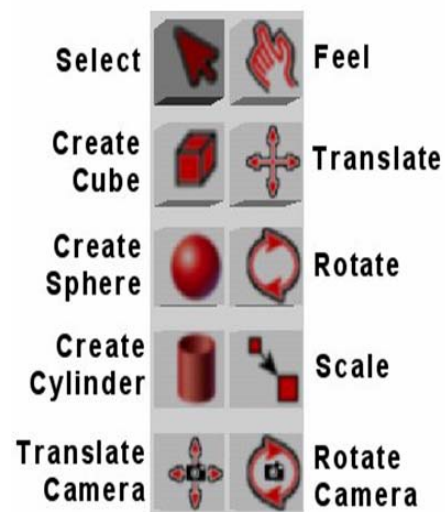 Select
Feel
Create
Cube
Translate
Create
Sphere
Rotate
Create
Cylinder
Scale
Translate
Camera
Rotate
Camera